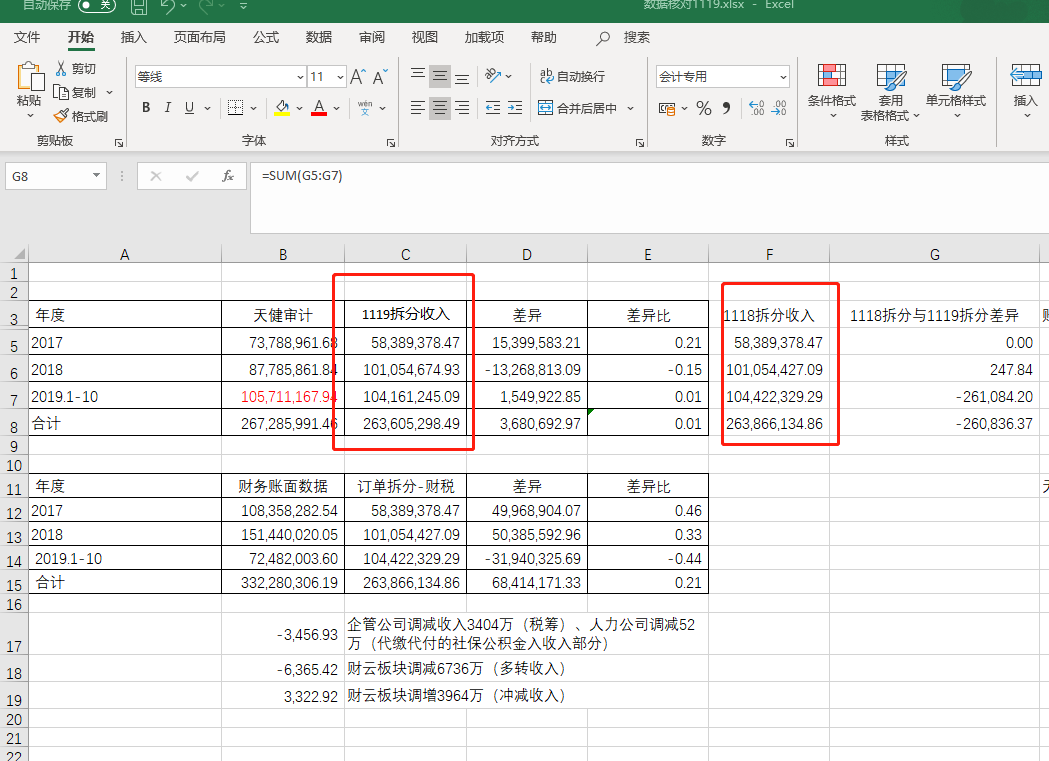 自动保存 关 数据核对1119.xlsx - Excel
文件 开始 插入 页面布局 公式 数据 审阅 视图 加载项 帮助 搜索
剪切
复制
格式刷
粘贴
剪贴板
等线 11
B I U A wén 文
字体
自动换行
合并后居中
对齐方式
会计专用
% 9
数字
条件格式 套用 表格格式 单元格样式
样式
插入
G8 fx =SUM(G5:G7)
A B C D E F G
1
2
3 年度 天健审计 1119拆分收入 差异 差异比 1118拆分收入 1118拆分与1119拆分差异
5 2017 73,788,961.68 58,389,378.47 15,399,583.21 0.21 58,389,378.47 0.00
6 2018 87,785,861.84 101,054,674.93 -13,268,813.09 -0.15 101,054,427.09 247.84
7 2019.1-10 105,711,167.94 104,161,245.09 1,549,922.85 0.01 104,422,329.29 -261,084.20
8 合计 267,285,991.46 263,605,298.49 3,680,692.97 0.01 263,866,134.86 -260,836.37
9
10
11 年度 财务账面数据 订单拆分-财税 差异 差异比
12 2017 108,358,282.54 58,389,378.47 49,968,904.07 0.46
13 2018 151,440,020.05 101,054,427.09 50,385,592.96 0.33
14 2019.1-10 72,482,003.60 104,422,329.29 -31,940,325.69 -0.44
15 合计 332,280,306.19 263,866,134.86 68,414,171.33 0.21
16
17 -3,456.93 企管公司调减收入3404万（税筹）、人力公司调减52
万（代缴代付的社保公积金入收入部分）
18 -6,365.42 财云板块调减6736万（多转收入）
19 3,322.92 财云板块调增3964万（冲减收入）
20
21
22